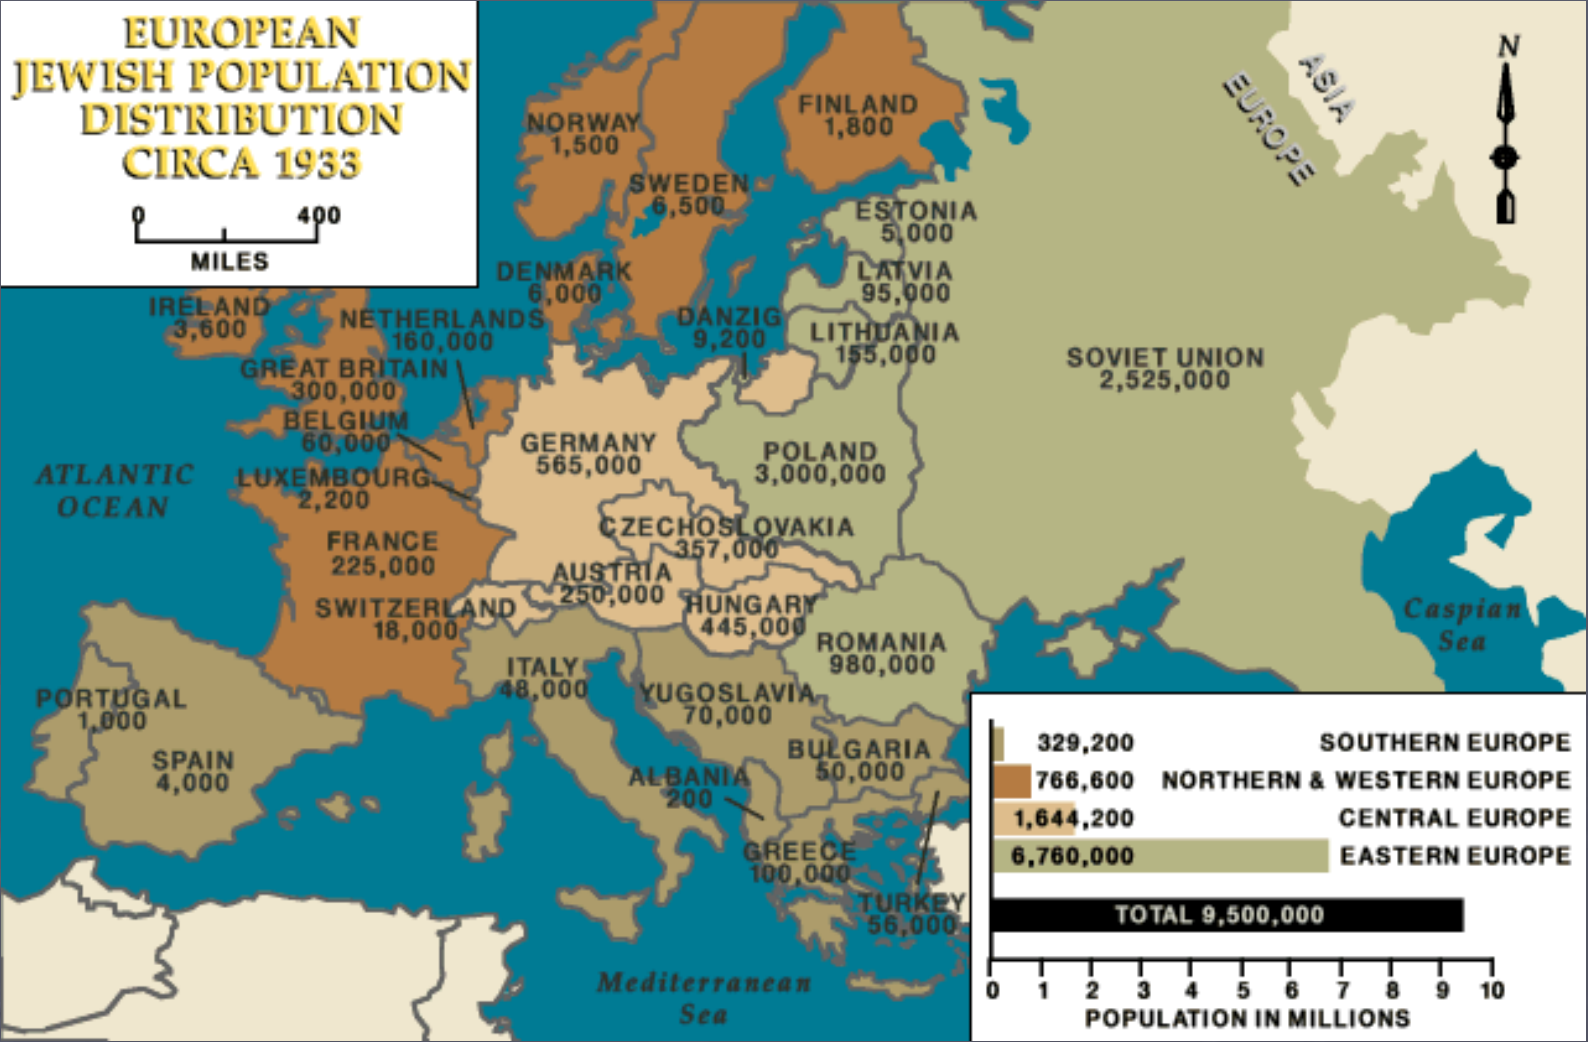 EUROPEAN
JEWISH POPULATION
DISTRIBUTION
CIRCA 1933
0 400
MILES
N
ASIA
EUROPE
NORWAY
1,500
FINLAND
1,800
SWEDEN
6,500
ESTONIA
5,000
DENMARK
6,000
LATVIA
95,000
IRELAND
3,600
NETHERLANDS
160,000
DANZIG
9,200
LITHUANIA
155,000
GREAT BRITAIN
300,000
SOVIET UNION
2,525,000
BELGIUM
60,000
GERMANY
565,000
POLAND
3,000,000
ATLANTIC
OCEAN
LUXEMBOURG
2,200
FRANCE
225,000
CZECHOSLOVAKIA
357,000
AUSTRIA
250,000
SWITZERLAND
18,000
HUNGARY
445,000
ROMANIA
980,000
Caspian
Sea
ITALY
48,000
PORTUGAL
1,000
YUGOSLAVIA
70,000
SPAIN
4,000
BULGARIA
50,000
ALBANIA
200
GREECE
100,000
TURKEY
56,000
Mediterranean
Sea
329,200 SOUTHERN EUROPE
766,600 NORTHERN & WESTERN EUROPE
1,644,200 CENTRAL EUROPE
6,760,000 EASTERN EUROPE
TOTAL 9,500,000
0 1 2 3 4 5 6 7 8 9 10
POPULATION IN MILLIONS